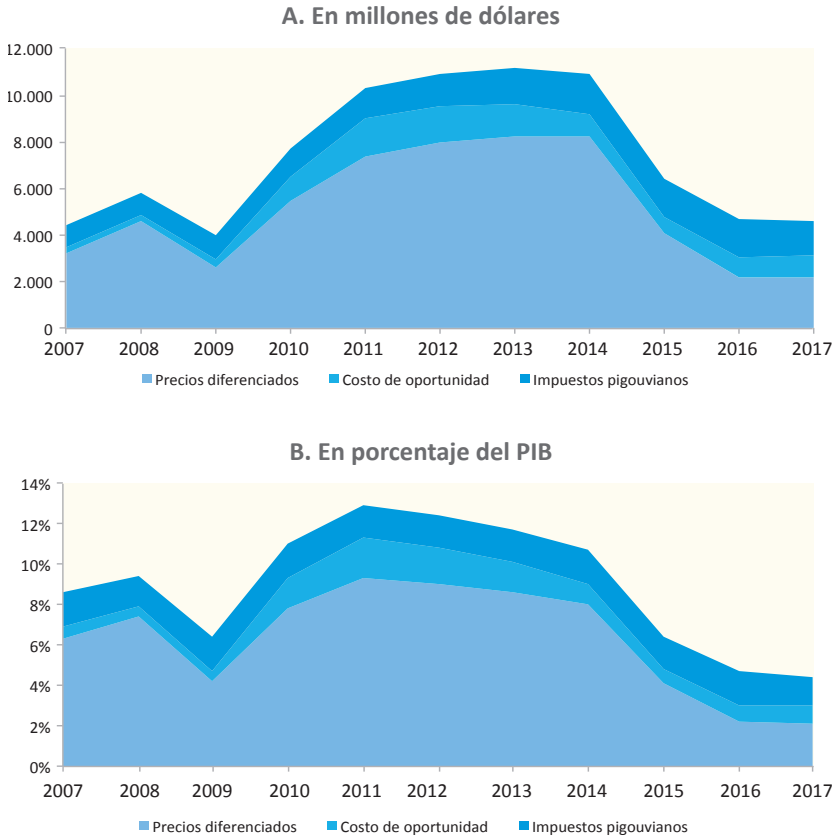 A. En millones de dólares
12.000
10.000
8.000
6.000
4.000
2.000
0
2007 2008 2009 2010 2011 2012 2013 2014 2015 2016 2017
Precios diferenciados Costo de oportunidad Impuestos pigouvianos
B. En porcentaje del PIB
14%
12%
10%
8%
6%
4%
2%
0%
2007 2008 2009 2010 2011 2012 2013 2014 2015 2016 2017
Precios diferenciados Costo de oportunidad Impuestos pigouvianos